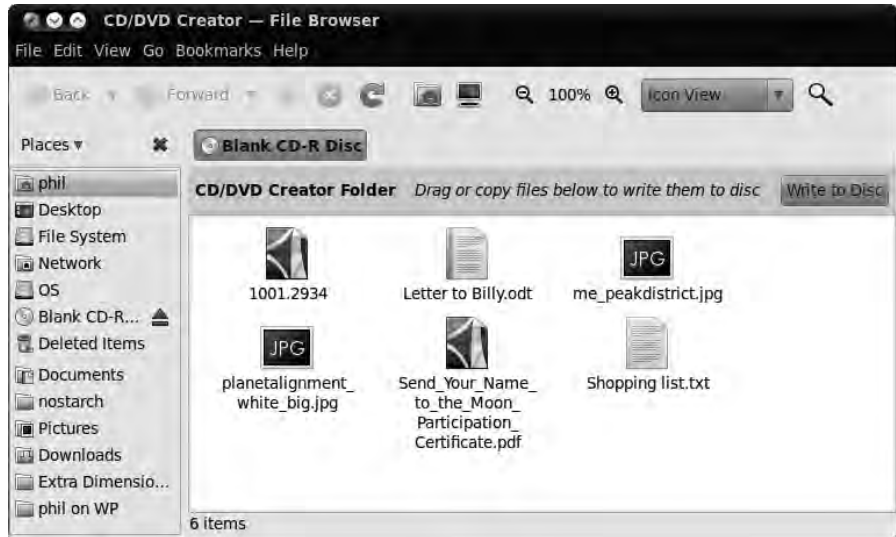 CD/DVD Creator — File Browser
File Edit View Go Bookmarks Help
Back Forward 100% Icon View
Places
Blank CD-R Disc
CD/DVD Creator Folder Drag or copy files below to write them to disc Write to Disc
phil
Desktop
File System
Network
OS
Blank CD-R...
Deleted Items
Documents
nostarch
Pictures
Downloads
Extra Dimensio...
phil on WP
1001.2934
Letter to Billy.odt
JPG
me_peakdistrict.jpg
JPG
planetalignment_
white_big.jpg
Send_Your_Name_
to_the_Moon_
Participation_
Certificate.pdf
Shopping list.txt
6 items